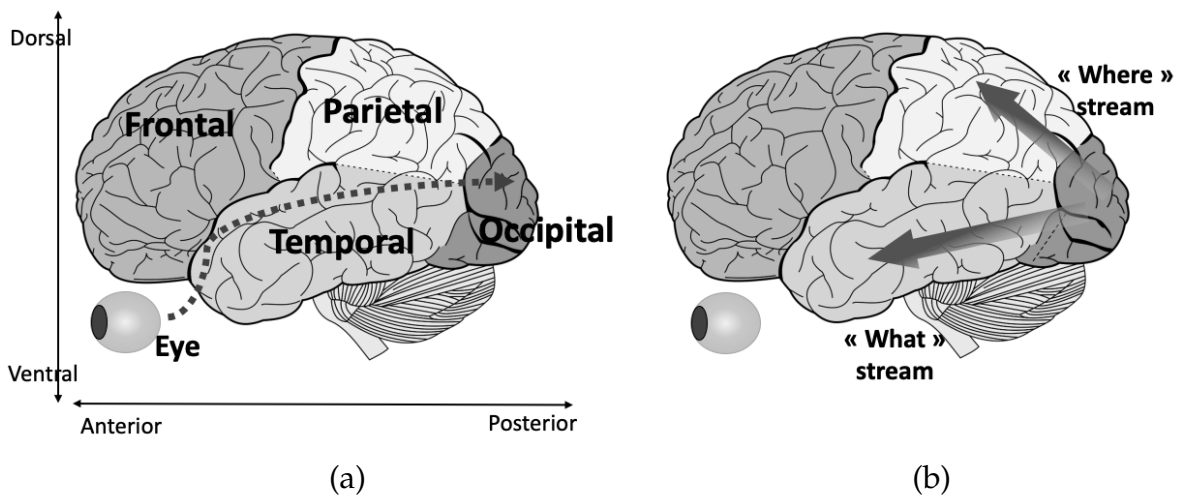 Dorsal
Frontal
Parietal
Temporal
Occipital
Eye
Ventral
Anterior
Posterior
(a)
« Where »
stream
« What »
stream
(b)